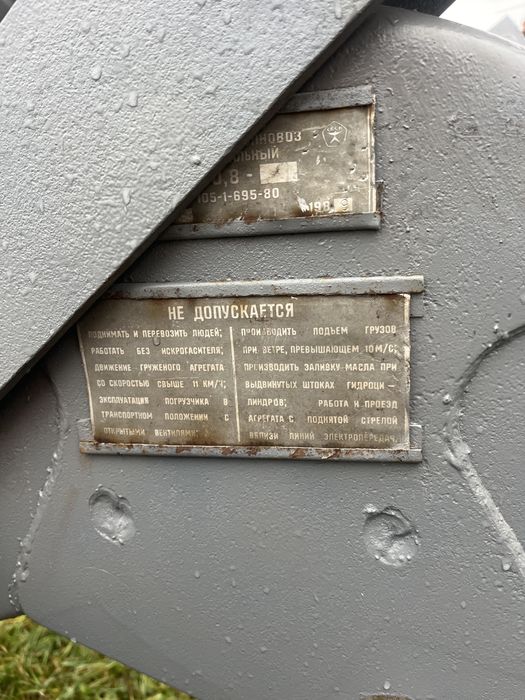 НОВОЗ
ЛЬНЫЙ
,8 -
105-1-695-80
198
НЕ ДОПУСКАЕТСЯ
ПОДНИМАТЬ И ПЕРЕВОЗИТЬ ЛЮДЕЙ;
РАБОТАТЬ БЕЗ ИСКРОГАСИТЕЛЯ;
ДВИЖЕНИЕ ГРУЖЕНОГО АГРЕГАТА
СО СКОРОСТЬЮ СВЫШЕ 11 КМ/Ч;
ЭКСПЛУАТАЦИЯ ПОГРУЗЧИКА В
ТРАНСПОРТНОМ ПОЛОЖЕНИИ С
ОТКРЫТЫМИ ВЕНТИЛЯМИ;
ПРОИЗВОДИТЬ ПОДЪЕМ ГРУЗОВ
ПРИ ВЕТРЕ, ПРЕВЫШАЮЩЕМ 10 М/С;
ПРОИЗВОДИТЬ ЗАЛИВКУ МАСЛА ПРИ
ВЫДВИНУТЫХ ШТОКАХ ГИДРОЦИ-
ЛИНДРОВ; РАБОТА И ПРОЕЗД
АГРЕГАТА С ПОДНЯТОЙ СТРЕЛОЙ
ВБЛИЗИ ЛИНИЙ ЭЛЕКТРОПЕРЕДАЧ.